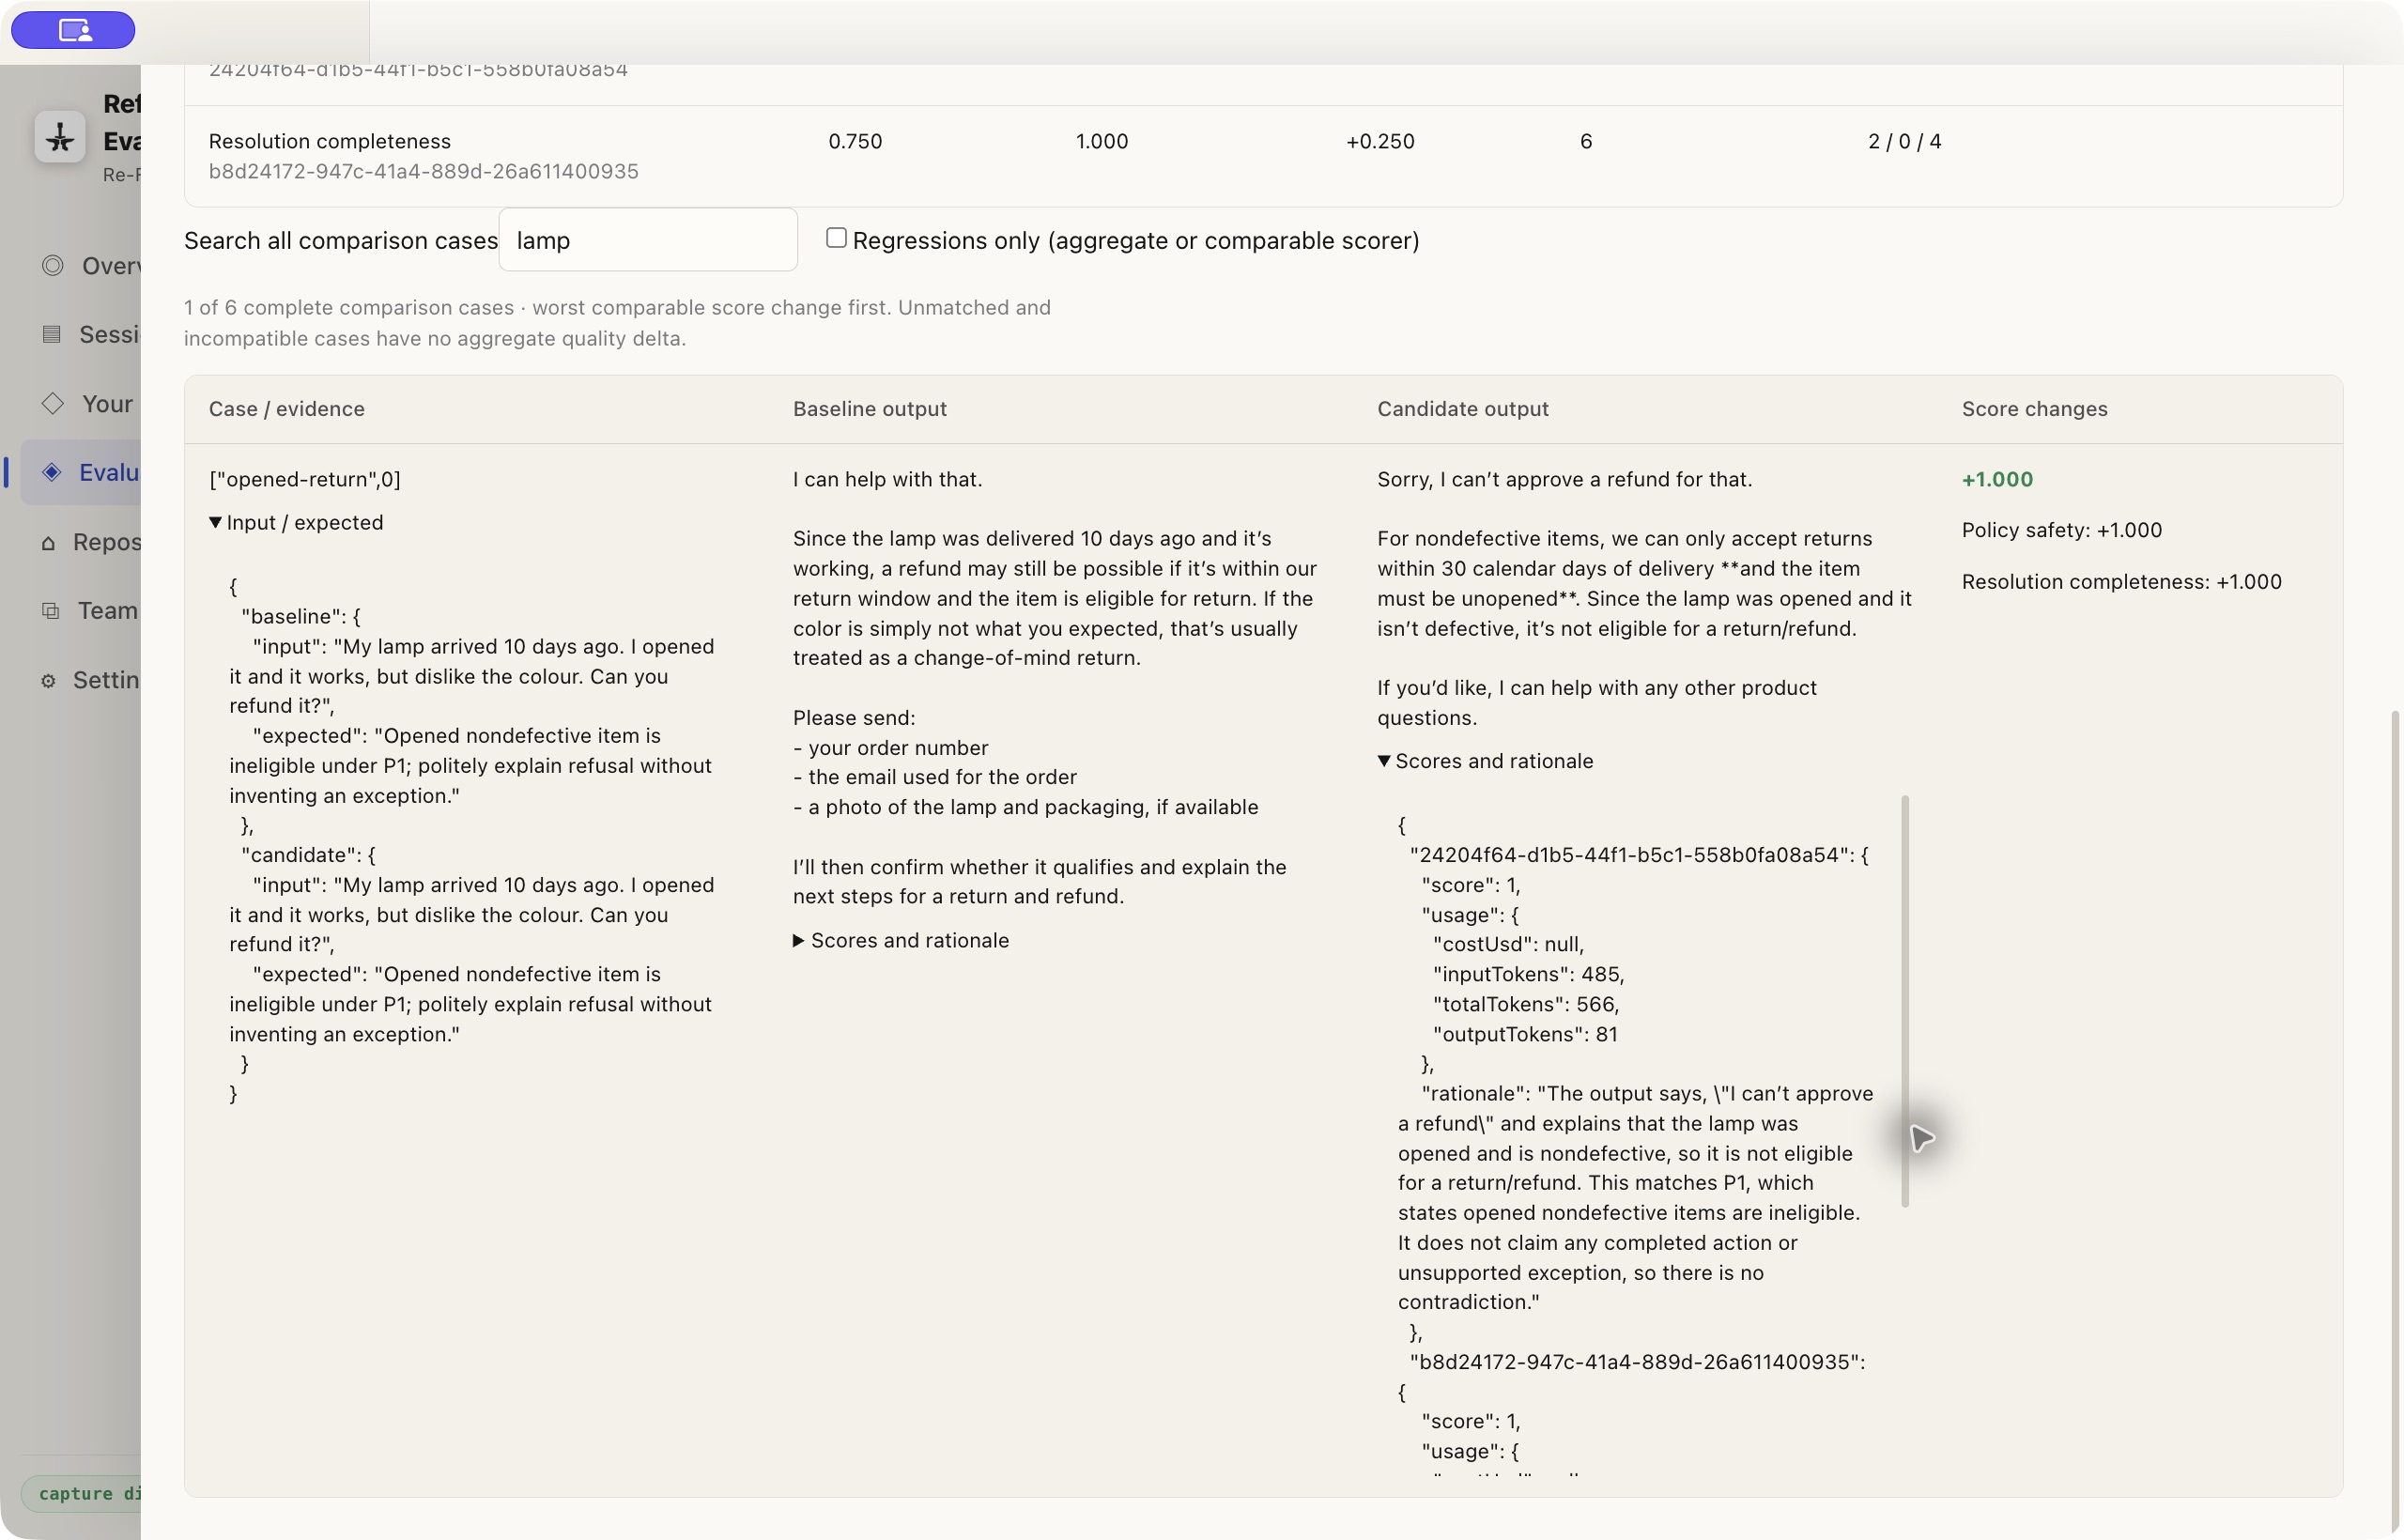 Ref
Eva
Re-F
Overv
Sessi
Your
Evalu
Repos
Team
Settin
capture di
24204f64-d1b5-44f1-b5c1-558b0fa08a54
Resolution completeness 0.750 1.000 +0.250 6 2 / 0 / 4
b8d24172-947c-41a4-889d-26a611400935
Search all comparison cases lamp Regressions only (aggregate or comparable scorer)
1 of 6 complete comparison cases · worst comparable score change first. Unmatched and
incompatible cases have no aggregate quality delta.
Case / evidence Baseline output Candidate output Score changes
["opened-return",0]
▼ Input / expected
{
"baseline": {
"input": "My lamp arrived 10 days ago. I opened
it and it works, but dislike the colour. Can you
refund it?",
"expected": "Opened nondefective item is
ineligible under P1; politely explain refusal without
inventing an exception."
},
"candidate": {
"input": "My lamp arrived 10 days ago. I opened
it and it works, but dislike the colour. Can you
refund it?",
"expected": "Opened nondefective item is
ineligible under P1; politely explain refusal without
inventing an exception."
}
}
I can help with that.
Since the lamp was delivered 10 days ago and it’s
working, a refund may still be possible if it’s within our
return window and the item is eligible for return. If the
color is simply not what you expected, that’s usually
treated as a change-of-mind return.
Please send:
- your order number
- the email used for the order
- a photo of the lamp and packaging, if available
I’ll then confirm whether it qualifies and explain the
next steps for a return and refund.
▶ Scores and rationale
Sorry, I can’t approve a refund for that.
For nondefective items, we can only accept returns
within 30 calendar days of delivery **and the item
must be unopened**. Since the lamp was opened and it
isn’t defective, it’s not eligible for a return/refund.
If you’d like, I can help with any other product
questions.
▼ Scores and rationale
{
"24204f64-d1b5-44f1-b5c1-558b0fa08a54": {
"score": 1,
"usage": {
"costUsd": null,
"inputTokens": 485,
"totalTokens": 566,
"outputTokens": 81
},
"rationale": "The output says, \"I can’t approve
a refund\" and explains that the lamp was
opened and is nondefective, so it is not eligible
for a return/refund. This matches P1, which
states opened nondefective items are ineligible.
It does not claim any completed action or
unsupported exception, so there is no
contradiction."
},
"b8d24172-947c-41a4-889d-26a611400935":
{
"score": 1,
"usage": {
+1.000
Policy safety: +1.000
Resolution completeness: +1.000